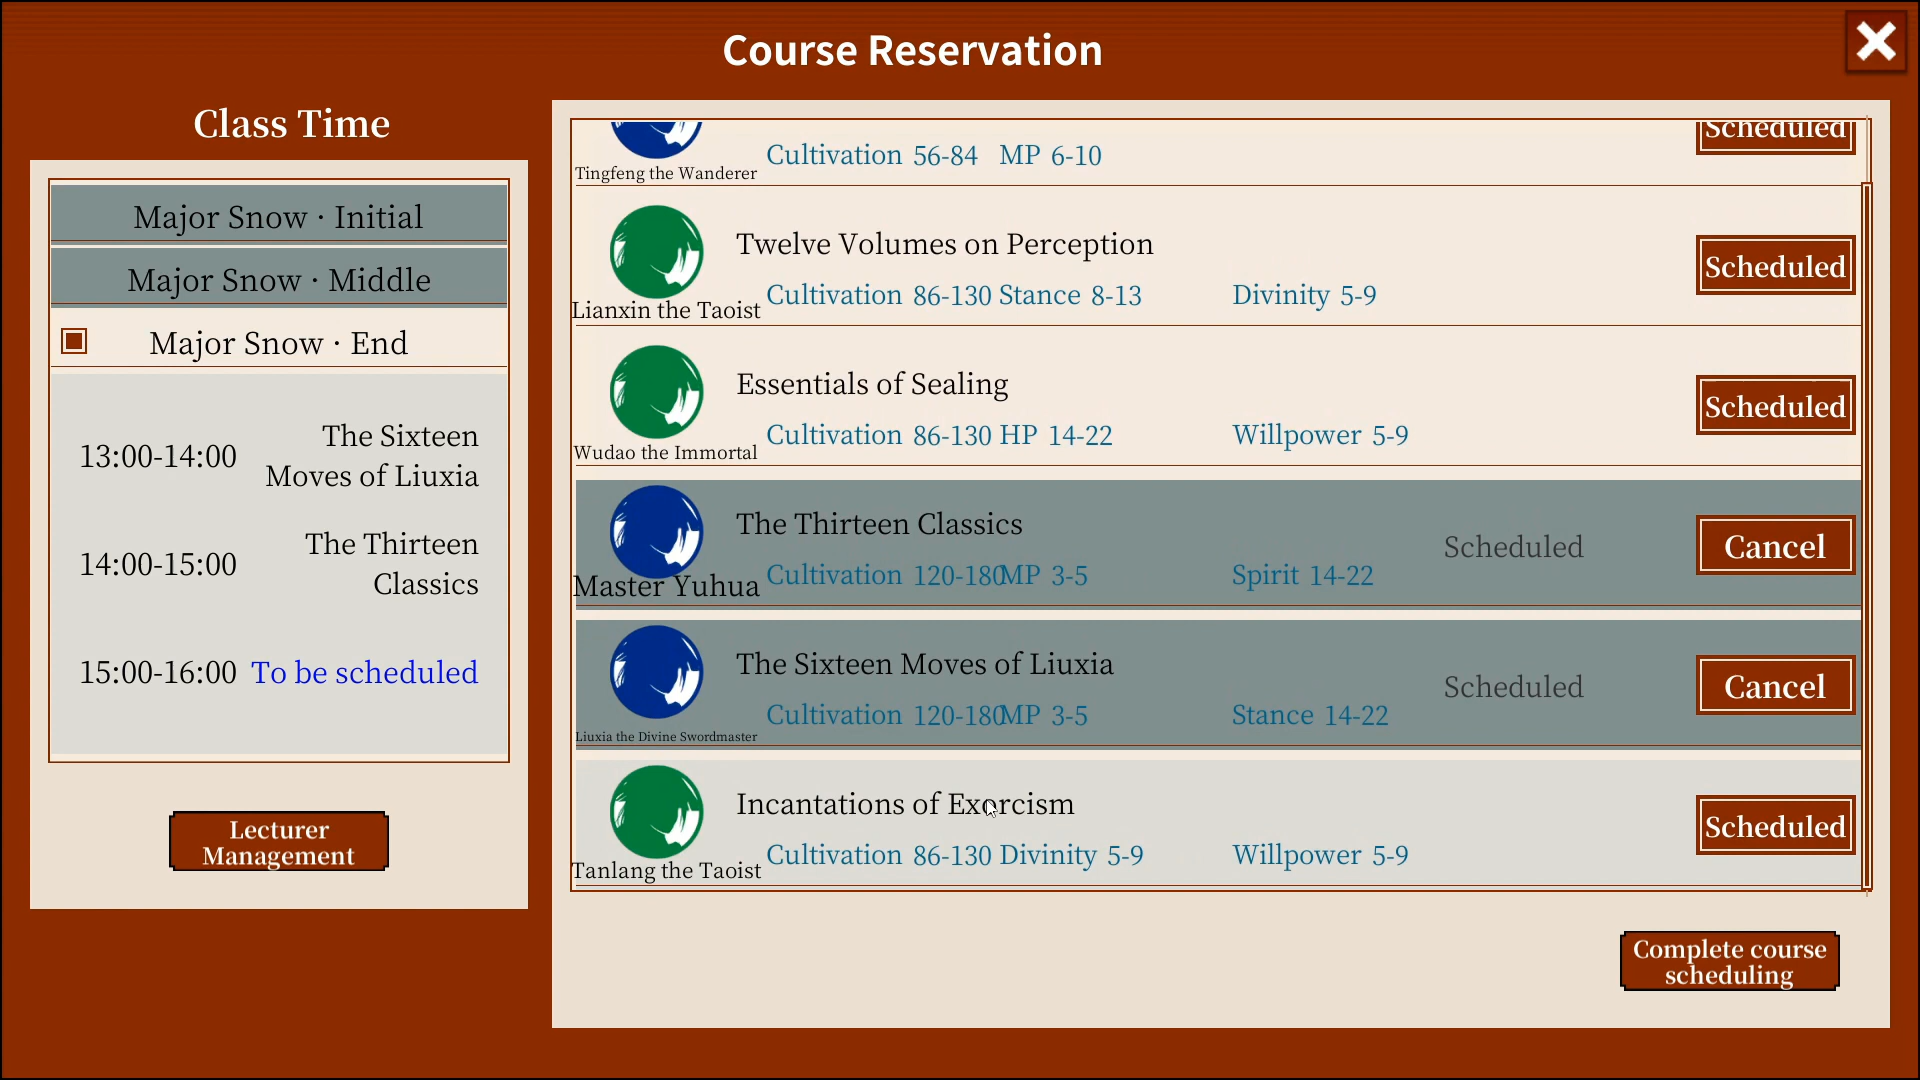 Course Reservation
Class Time
Major Snow · Initial
Major Snow · Middle
Major Snow · End
13:00-14:00
The Sixteen
Moves of Liuxia
14:00-15:00
The Thirteen
Classics
15:00-16:00 To be scheduled
Lecturer
Management
Scheduled
Cultivation 56-84 MP 6-10
Tingfeng the Wanderer
Twelve Volumes on Perception
Scheduled
Cultivation 86-130 Stance 8-13 Divinity 5-9
Lianxin the Taoist
Essentials of Sealing
Scheduled
Cultivation 86-130 HP 14-22 Willpower 5-9
Wudao the Immortal
The Thirteen Classics
Scheduled
Cancel
Cultivation 120-180 MP 3-5 Spirit 14-22
Master Yuhua
The Sixteen Moves of Liuxia
Scheduled
Cancel
Cultivation 120-180 MP 3-5 Stance 14-22
Liuxia the Divine Swordmaster
Incantations of Exorcism
Scheduled
Cultivation 86-130 Divinity 5-9 Willpower 5-9
Tanlang the Taoist
Complete course
scheduling